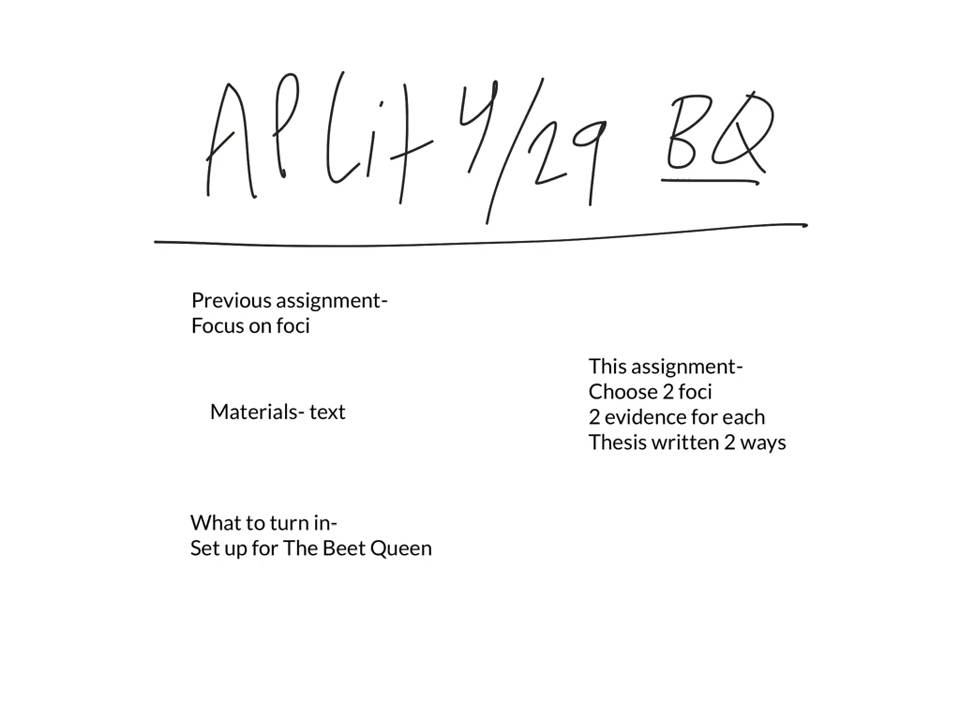 AP Lit 4/29 BQ
Previous assignment-
Focus on foci
This assignment-
Choose 2 foci
2 evidence for each
Thesis written 2 ways
Materials- text
What to turn in-
Set up for The Beet Queen